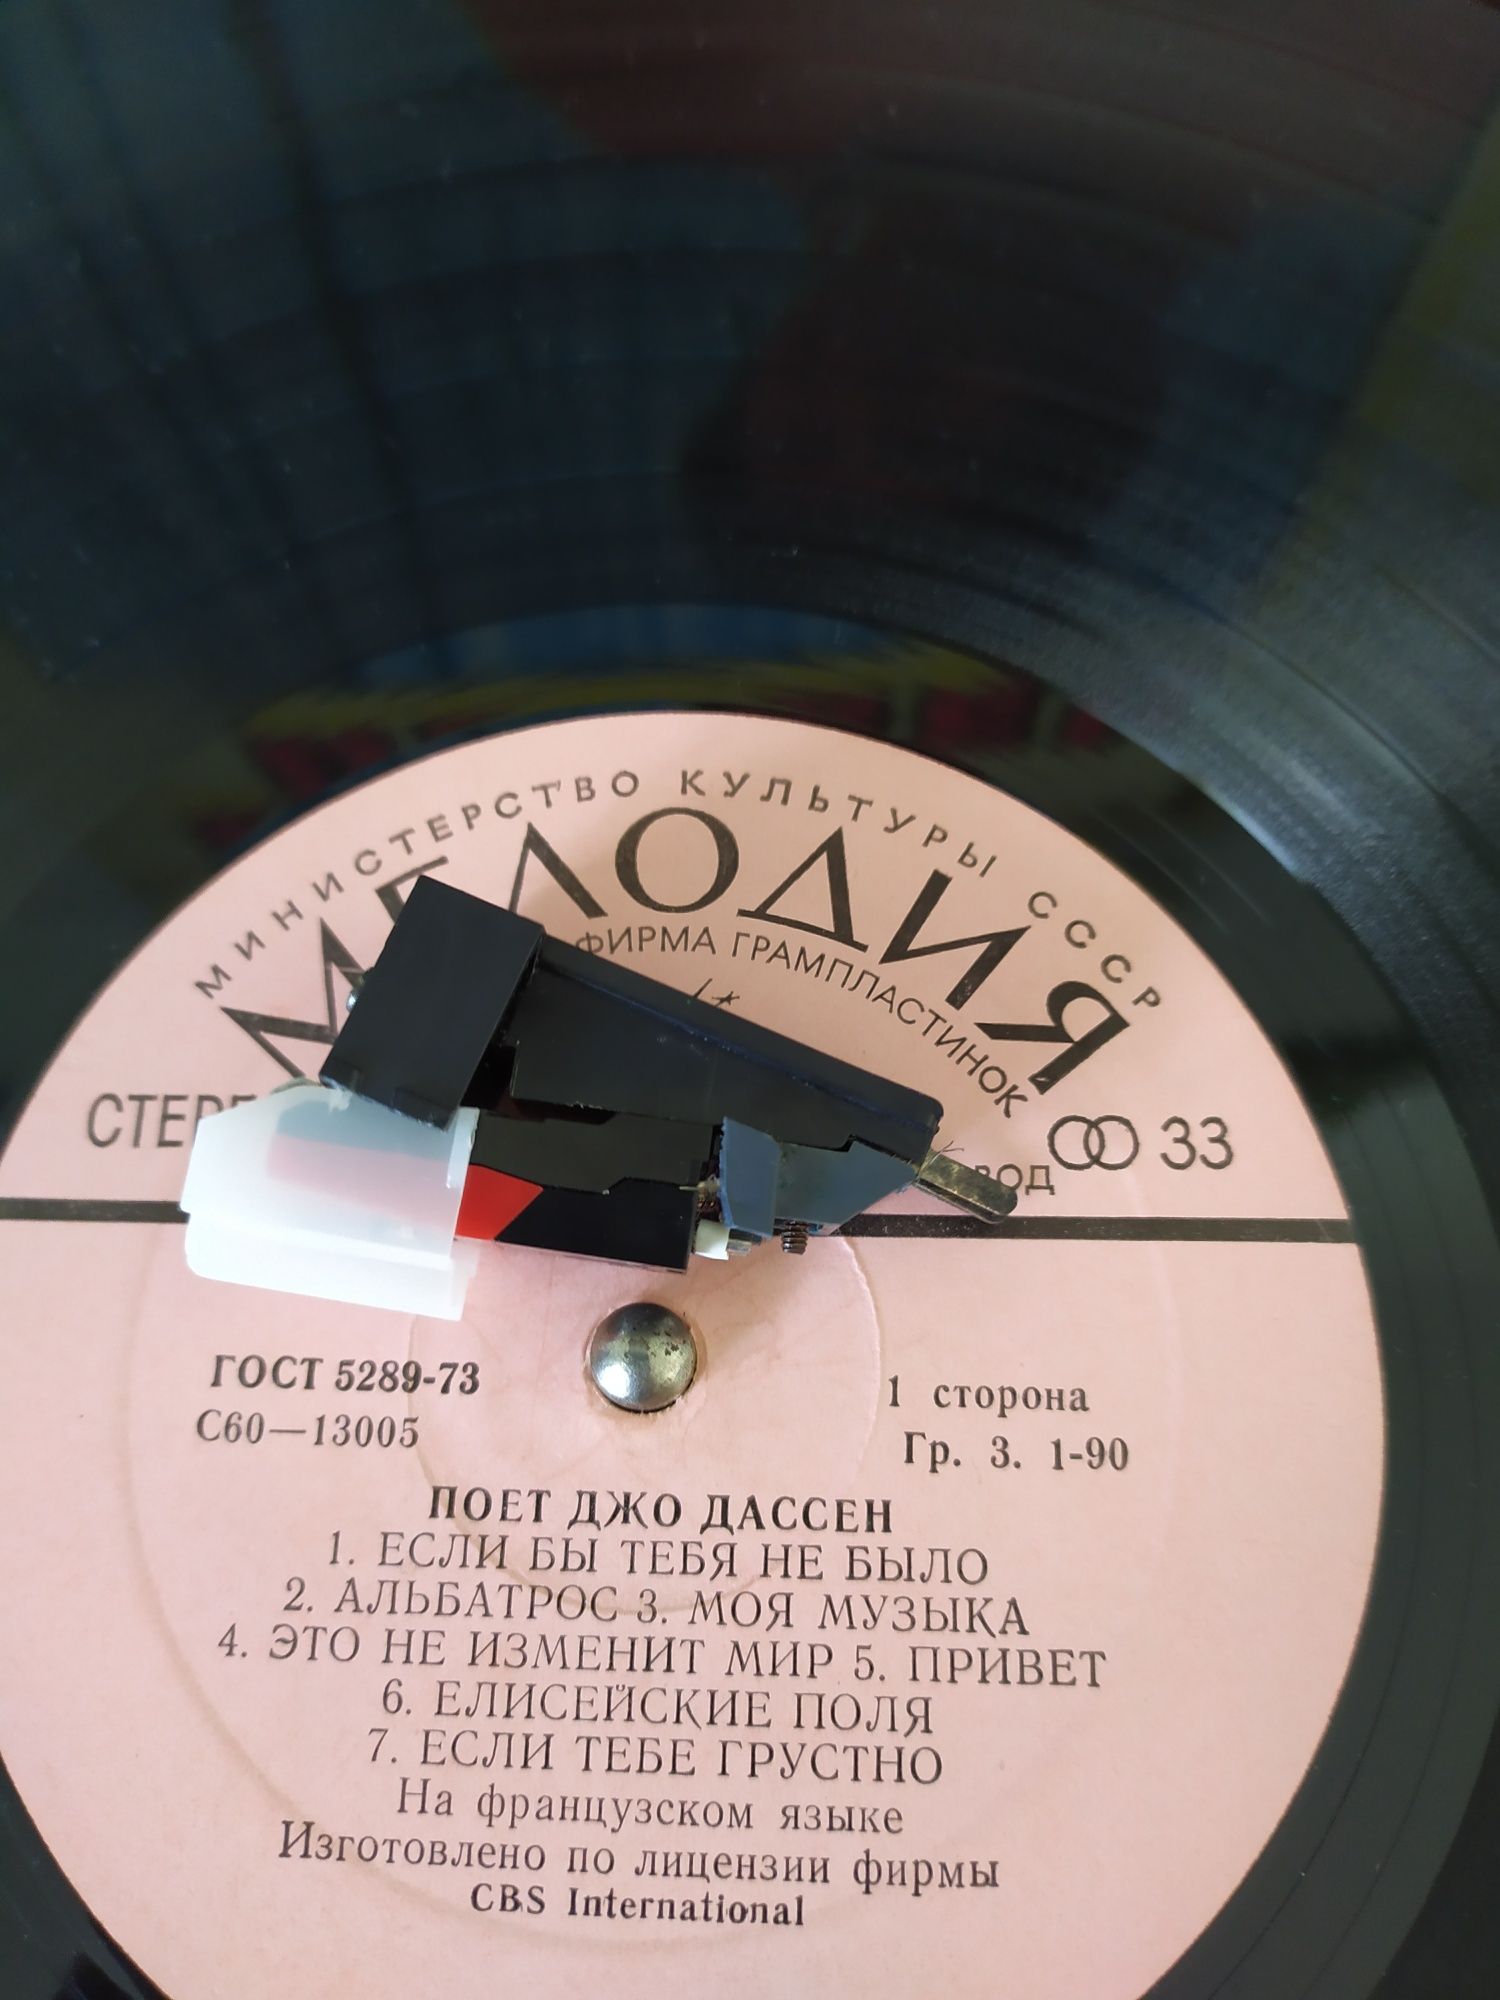 МИНИСТЕРСТВО КУЛЬТУРЫ СССР
МЕЛОДИЯ
ФИРМА ГРАМПЛАСТИНОК
33
ГОСТ 5289-73
С60—13005
1 сторона
Гр. 3. 1-90
ПОЕТ ДЖО ДАССЕН
1. ЕСЛИ БЫ ТЕБЯ НЕ БЫЛО
2. АЛЬБАТРОС 3. МОЯ МУЗЫКА
4. ЭТО НЕ ИЗМЕНИТ МИР 5. ПРИВЕТ
6. ЕЛИСЕЙСКИЕ ПОЛЯ
7. ЕСЛИ ТЕБЕ ГРУСТНО
На французском языке
Изготовлено по лицензии фирмы
CBS International